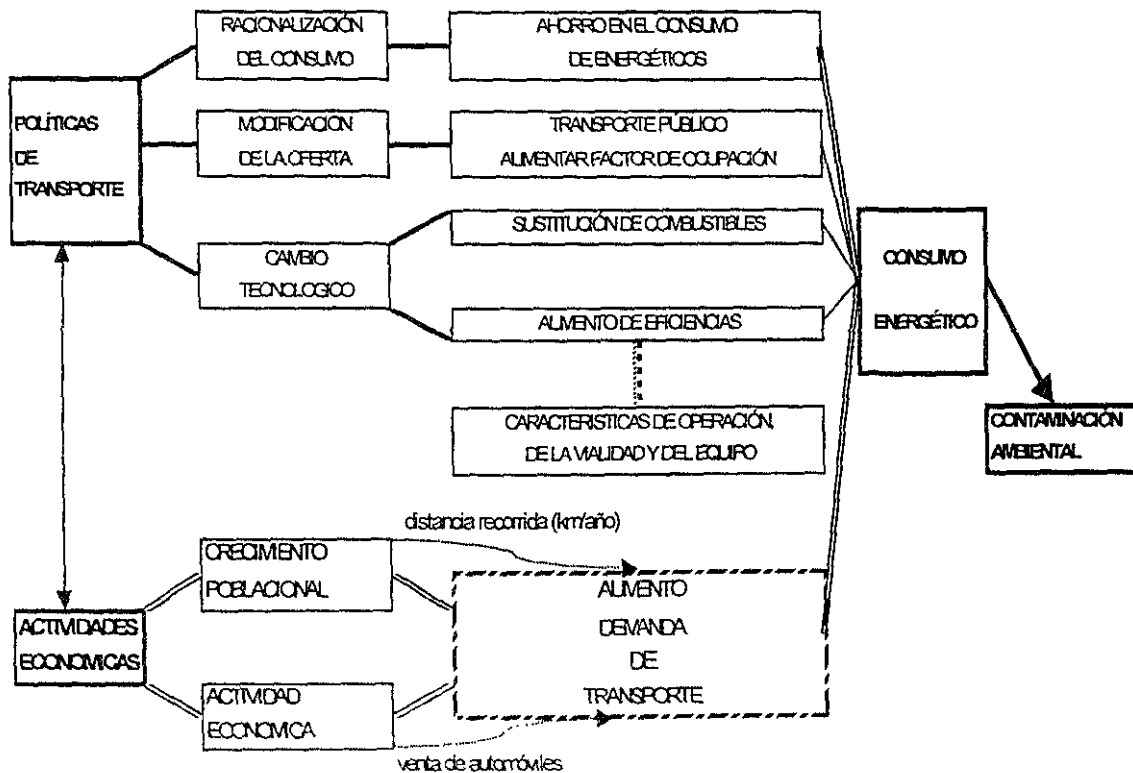 RACIONALIZACIÓN
DEL CONSUMO
AHORRO EN EL CONSUMO
DE ENERGÉTICOS
POLÍTICAS
DE
TRANSPORTE
MODIFICACION
DE LA OFERTA
TRANSPORTE PÚBLICO
AUMENTAR FACTOR DE OCUPACIÓN
SUSTITUCIÓN DE COMBUSTIBLES
CAMBIO
TECNOLOGICO
AUMENTO DE EFICIENCIAS
CONSUMO
ENERGÉTICO
CARACTERISTICAS DE OPERACIÓN,
DE LA VIALIDAD Y DEL EQUIPO
CONTAMINACIÓN
AMBIENTAL
distancia recorrida (km/año)
CRECIMIENTO
POBLACIONAL
ACTIVIDADES
ECONOMICAS
AUMENTO
DEMANDA
DE
TRANSPORTE
ACTIVIDAD
ECONOMICA
venta de automóviles